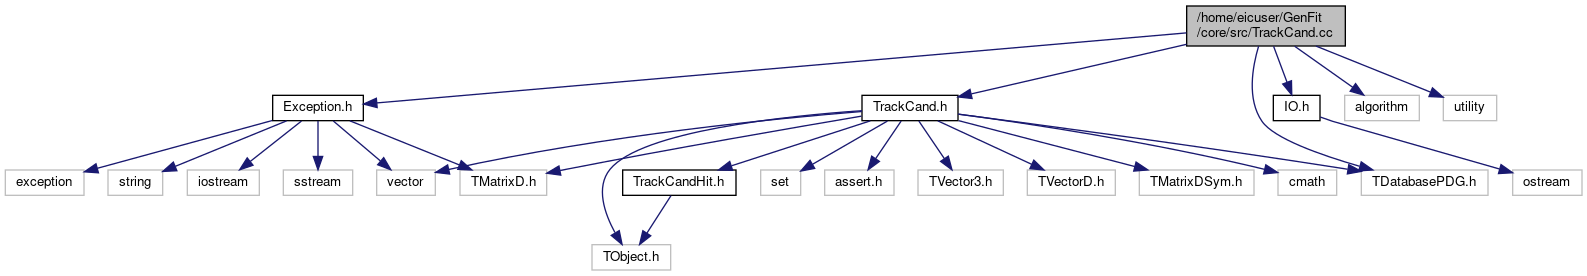 /home/eicuser/GenFit
/core/src/TrackCand.cc
Exception.h
TrackCand.h
IO.h
algorithm
utility
exception
string
iostream
sstream
vector
TMatrixD.h
TrackCandHit.h
set
assert.h
TVector3.h
TVectorD.h
TMatrixDSym.h
cmath
TDatabasePDG.h
ostream
TObject.h